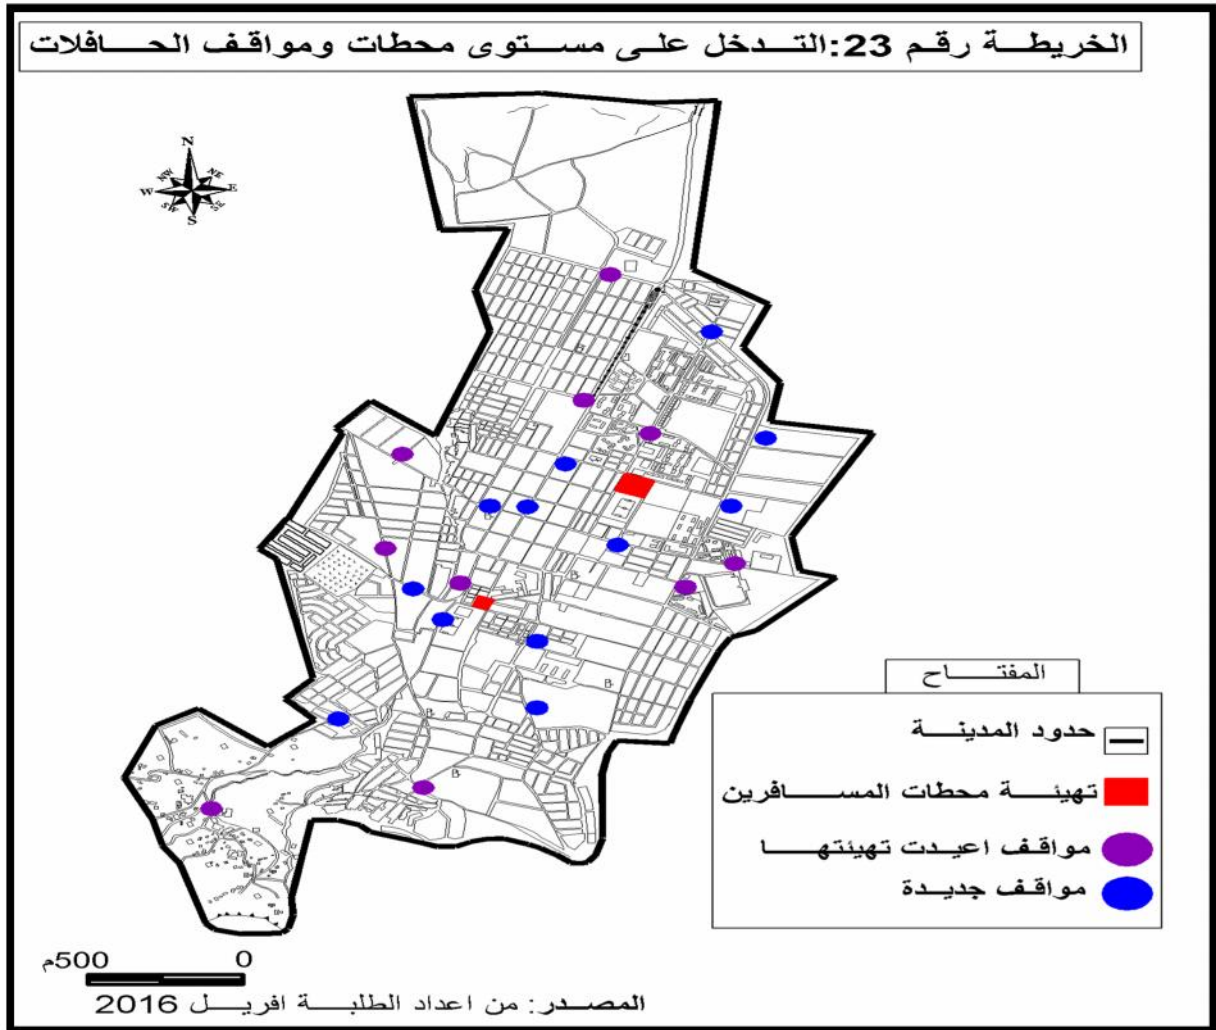 الخريطة رقم 23:التدخل على مستوى محطات ومواقف الحافلات
N
NW
NE
W
E
SW
S
المفتاح
حدود المدينة
تهيئة محطات المسافرين
مواقف اعيدت تهيئتها
مواقف جديدة
500م
0
المصدر: من اعداد الطلبة افريل 2016